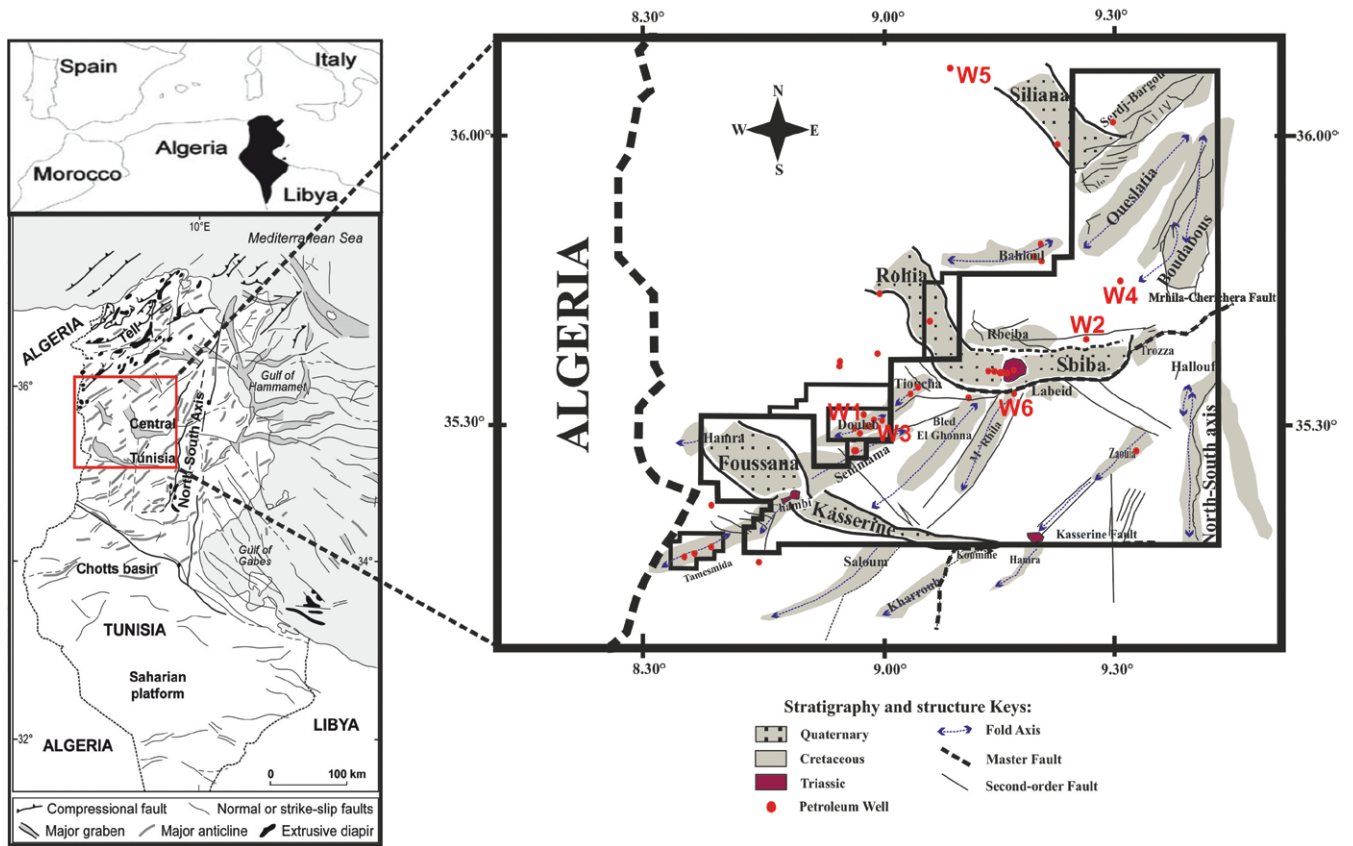 Spain
Italy
Algeria
Morocco
Libya
10°E
Mediterranean Sea
ALGERIA
Tell
36°
Gulf of
Hammamet
Central
Tunisia
North-South Axis
Gulf of
Gabes
34°
Chotts basin
TUNISIA
Saharian
platform
LIBYA
32°
ALGERIA
0 100 km
Compressional fault
Normal or strike-slip faults
Major graben
Major anticline
Extrusive diapir
8.30°
9.00°
9.30°
W5
Siliana
Serdj-Bargou
N
W E
S
36.00°
36.00°
Oueslatia
Boudabous
Bahloul
Rohia
ALGERIA
W4
Mrhila-Cherichera Fault
W2
Rbeiba
Trozza
Sbiba
Hallouf
Labeid
Tioucha
W6
W1
Douleb
W3
35.30°
35.30°
Bled
El Ghonna
M-Rhila
Hamra
Foussana
Semmama
Zaouia
North-South axis
Chambi
Kasserine
Kasserine Fault
Tamesmida
Saloum
Koumine
Hamra
Kharroub
8.30°
9.00°
9.30°
Stratigraphy and structure Keys:
Quaternary
Cretaceous
Triassic
Petroleum Well
Fold Axis
Master Fault
Second-order Fault